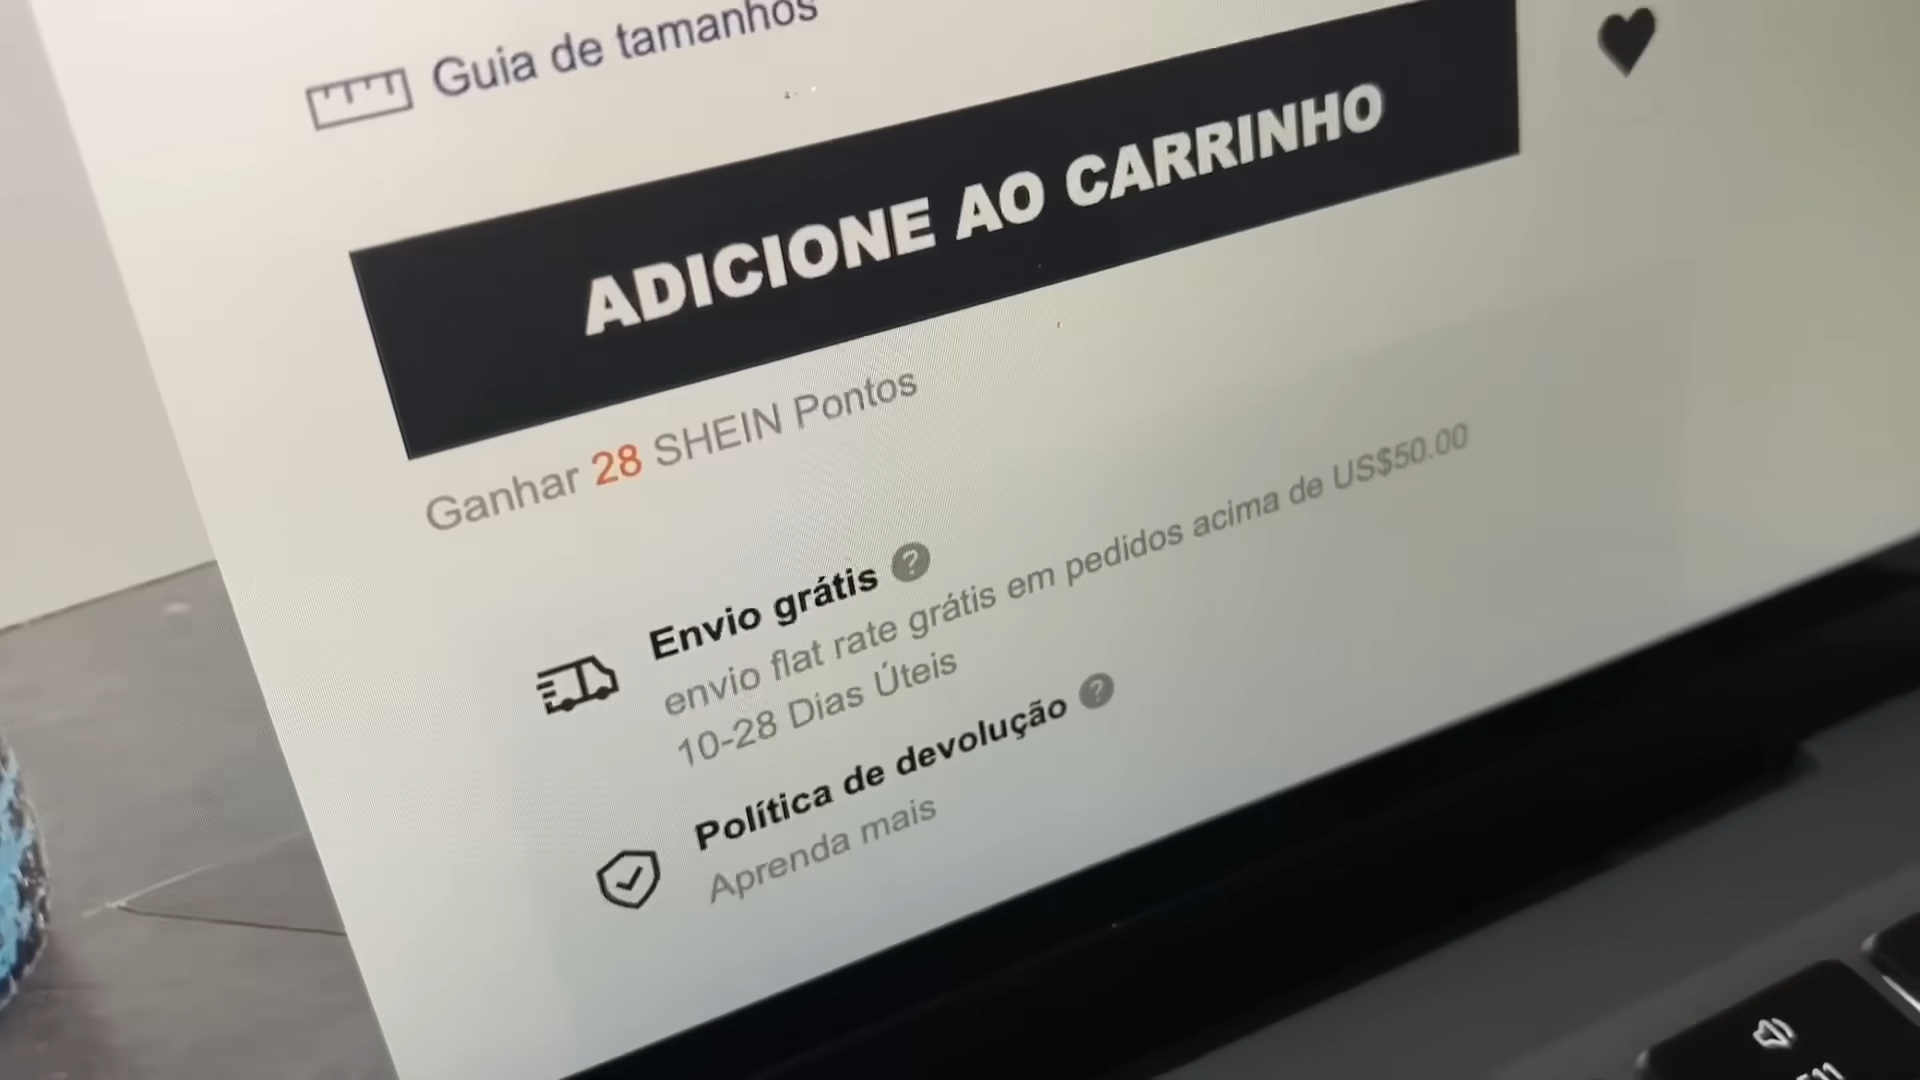 Guia de tamanhos
ADICIONE AO CARRINHO
Ganhar 28 SHEIN Pontos
Envio grátis ?
envio flat rate grátis em pedidos acima de US$50.00
10-28 Dias Úteis
Política de devolução ?
Aprenda mais
F11